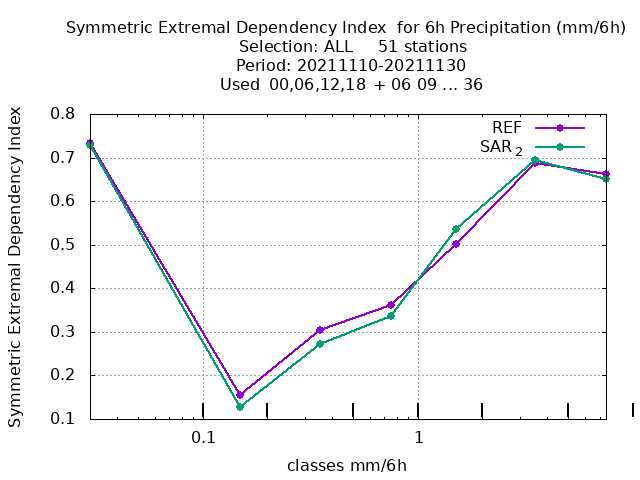 Symmetric Extremal Dependency Index  for 6h Precipitation (mm/6h)
Selection: ALL     51 stations
Period: 20211110-20211130
Used 00,06,12,18 + 06 09 ... 36
Symmetric Extremal Dependency Index
0.8
0.7
0.6
0.5
0.4
0.3
0.2
0.1
REF
SAR 2
0.1
1
classes mm/6h